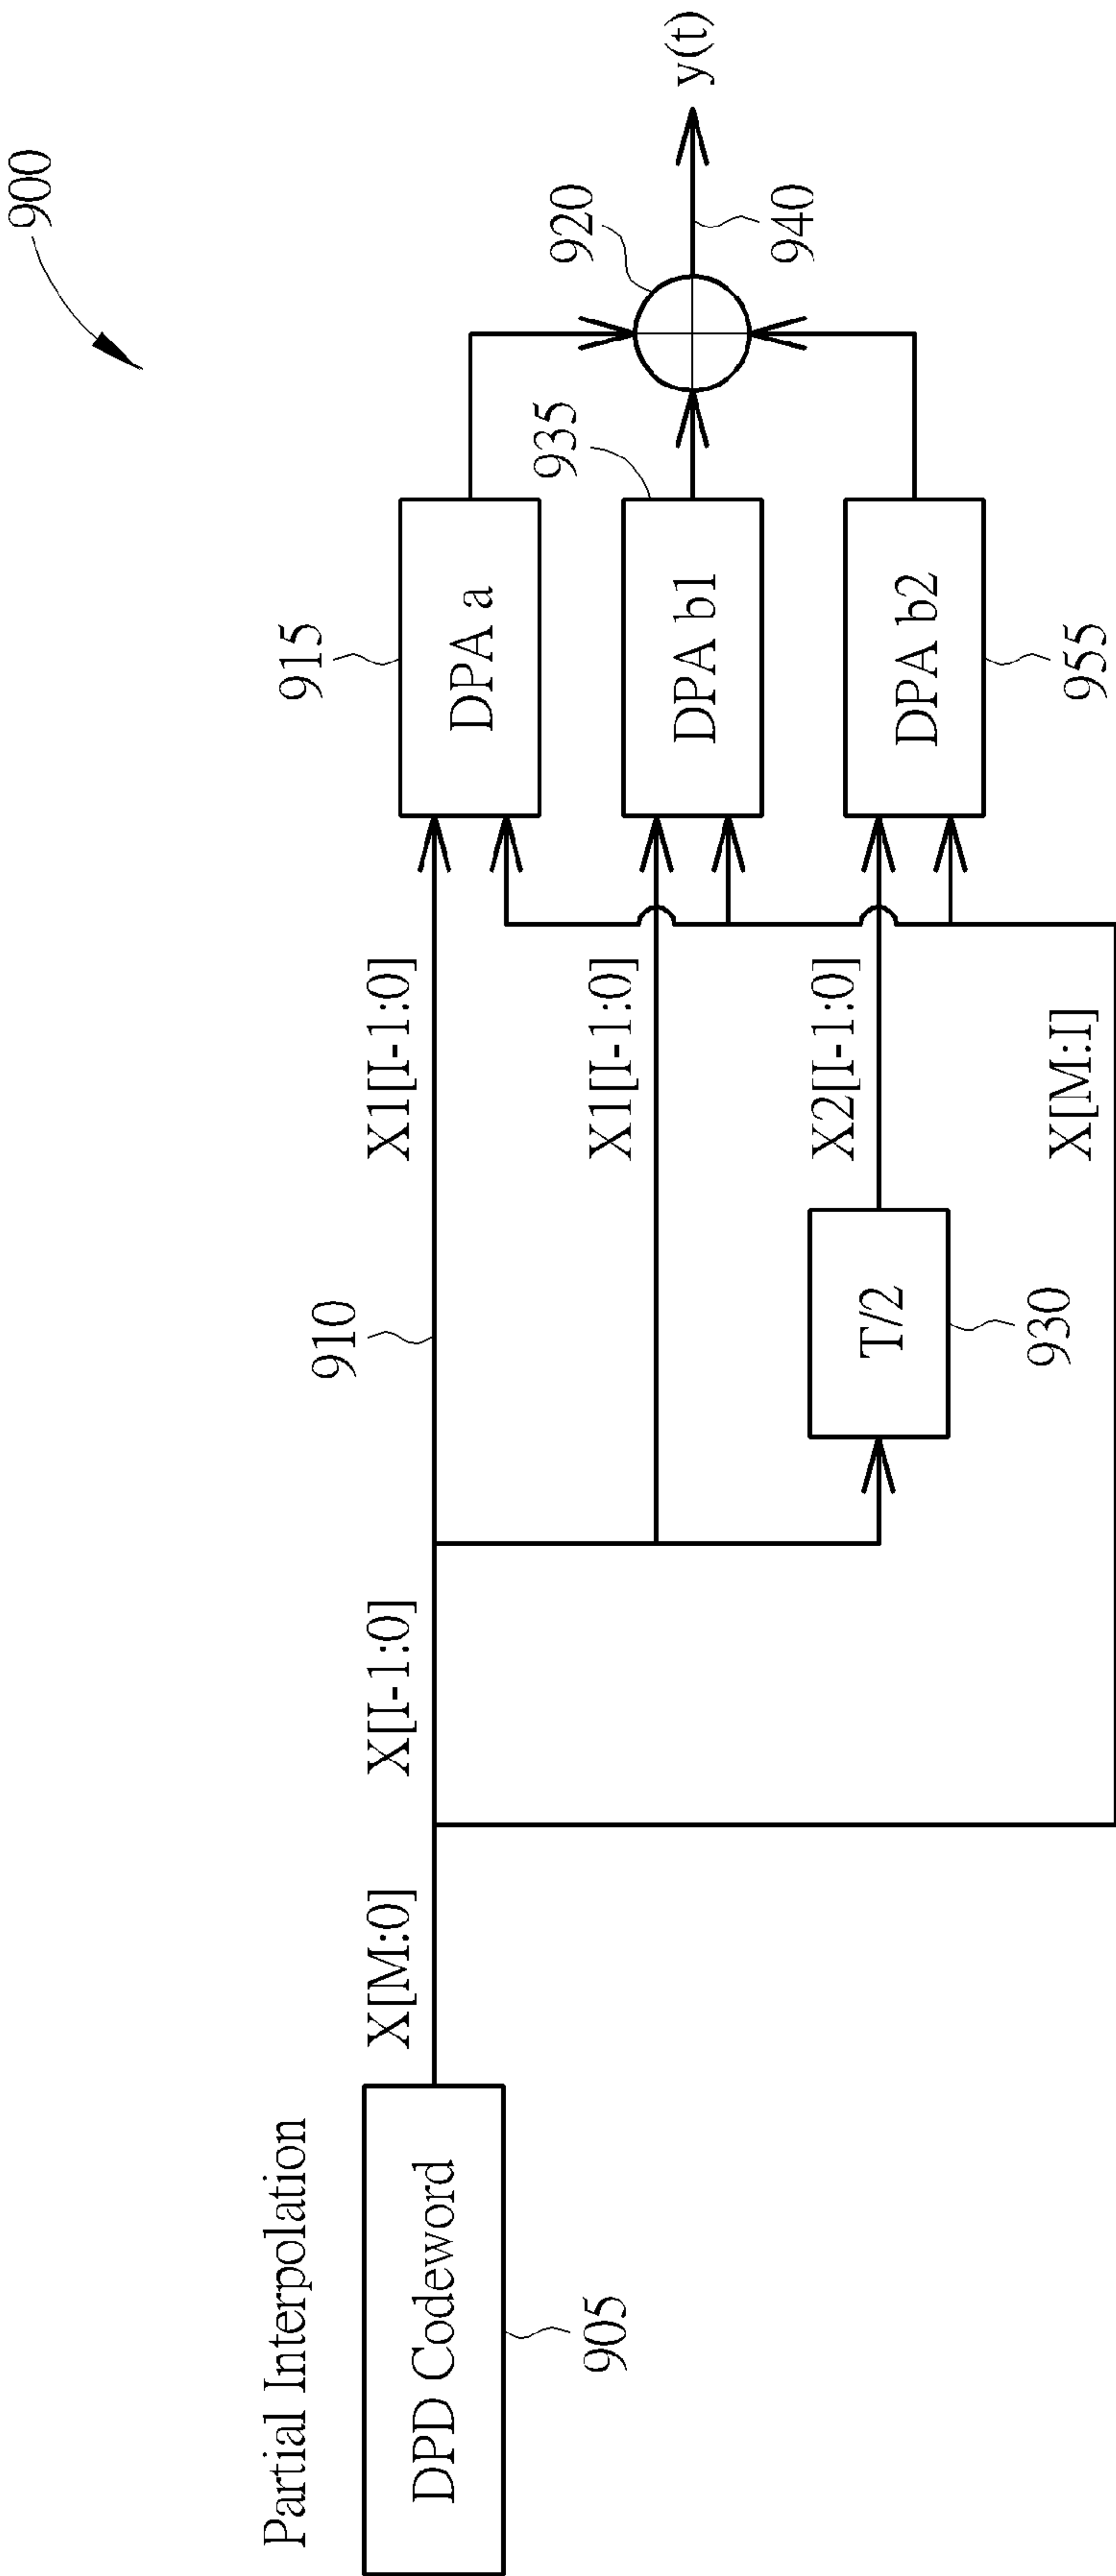 900
Partial Interpolation
DPD Codeword
905
X[M:0]
X[I-1:0]
910
X1[I-1:0]
X1[I-1:0]
T/2
930
X2[I-1:0]
X[M:I]
915
DPA a
935
DPA b1
DPA b2
955
920
940
y(t)